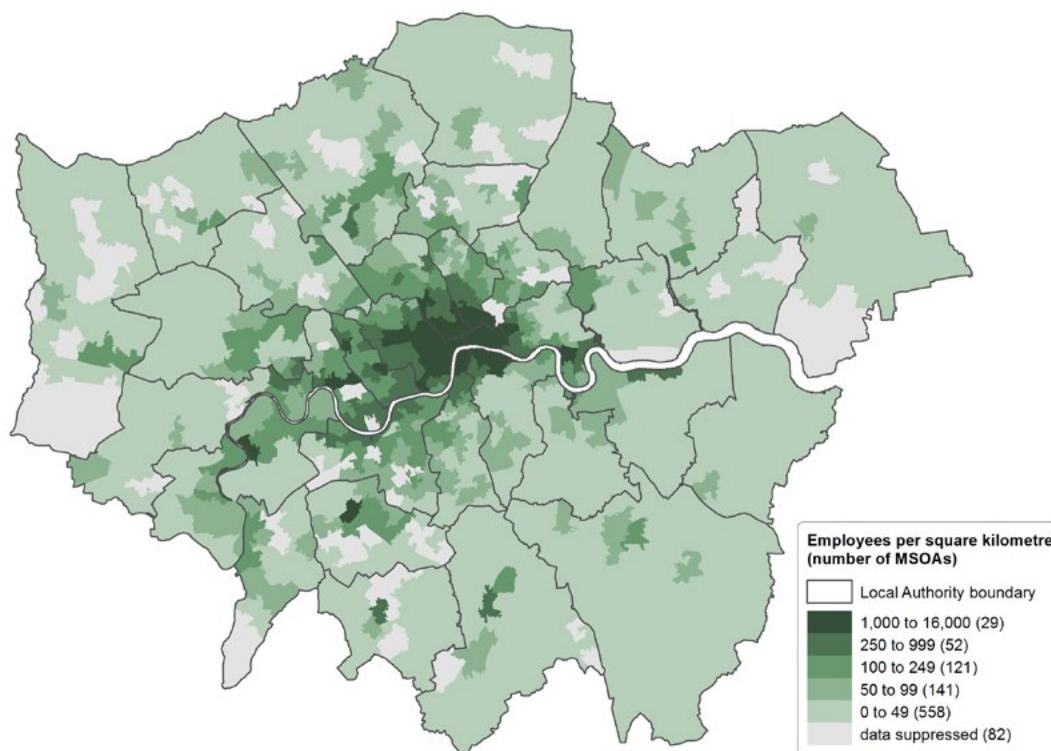 Employees per square kilometre
(number of MSOAs)
Local Authority boundary
1,000 to 16,000 (29)
250 to 999 (52)
100 to 249 (121)
50 to 99 (141)
0 to 49 (558)
data suppressed (82)